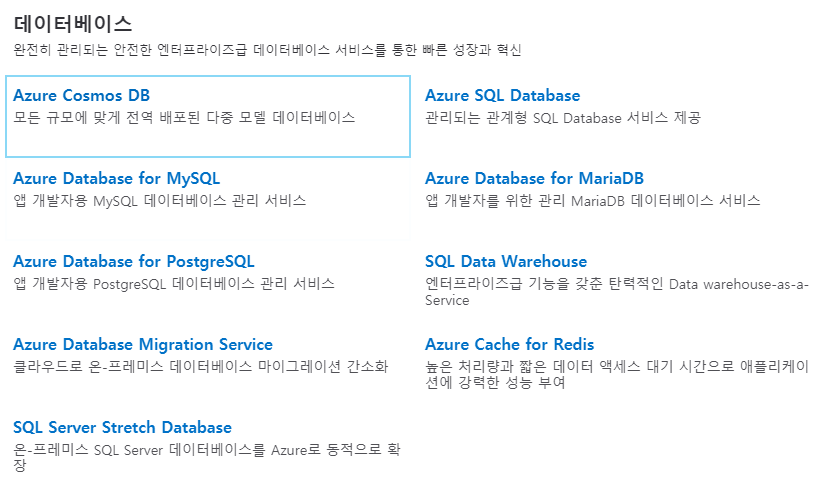 데이터베이스
완전히 관리되는 안전한 엔터프라이즈급 데이터베이스 서비스를 통한 빠른 성장과 혁신
Azure Cosmos DB
모든 규모에 맞게 전역 배포된 다중 모델 데이터베이스
Azure SQL Database
관리되는 관계형 SQL Database 서비스 제공
Azure Database for MySQL
앱 개발자용 MySQL 데이터베이스 관리 서비스
Azure Database for MariaDB
앱 개발자를 위한 관리 MariaDB 데이터베이스 서비스
Azure Database for PostgreSQL
앱 개발자용 PostgreSQL 데이터베이스 관리 서비스
SQL Data Warehouse
엔터프라이즈급 기능을 갖춘 탄력적인 Data warehouse-as-a-
Service
Azure Database Migration Service
클라우드로 온-프레미스 데이터베이스 마이그레이션 간소화
Azure Cache for Redis
높은 처리량과 짧은 데이터 액세스 대기 시간으로 애플리케이
션에 강력한 성능 부여
SQL Server Stretch Database
온-프레미스 SQL Server 데이터베이스를 Azure로 동적으로 확
장